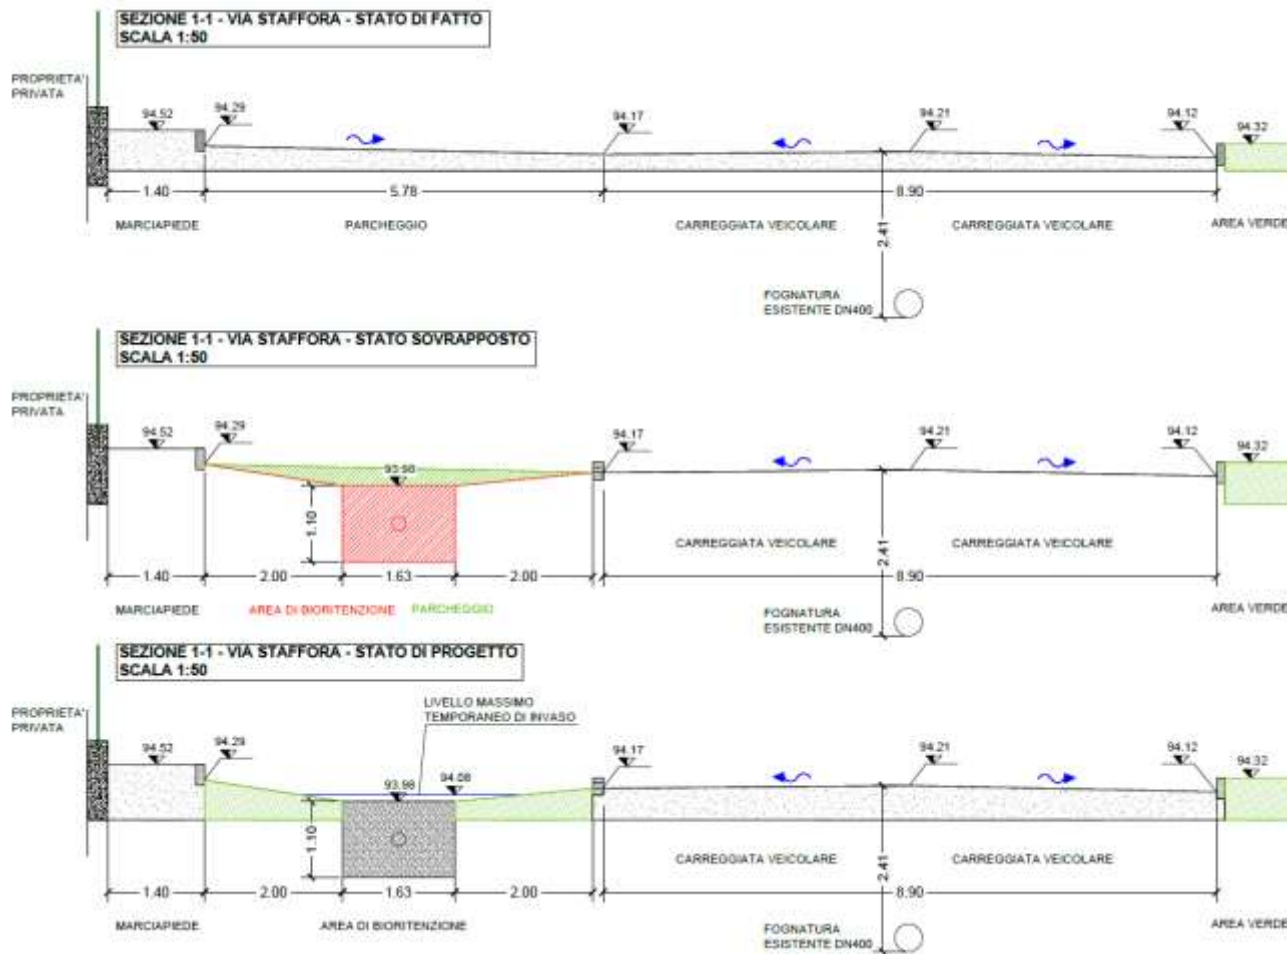 SEZIONE 1-1 - VIA STAFFORA - STATO DI FATTO
SCALA 1:50
PROPRIETA'
PRIVATA
94.52
94.29
94.17
94.21
94.12
94.32
1.40
5.78
8.90
2.41
MARCIAPIEDE
PARCHEGGIO
CARREGGIATA VEICOLARE
CARREGGIATA VEICOLARE
AREA VERDE
FOGNATURA
ESISTENTE DN400
SEZIONE 1-1 - VIA STAFFORA - STATO SOVRAPPOSTO
SCALA 1:50
PROPRIETA'
PRIVATA
94.52
94.29
93.98
94.17
94.21
94.12
94.32
1.10
1.40
2.00
1.63
2.00
8.90
2.41
CARREGGIATA VEICOLARE
CARREGGIATA VEICOLARE
MARCIAPIEDE
AREA DI BIORITENZIONE
PARCHEGGIO
AREA VERDE
FOGNATURA
ESISTENTE DN400
SEZIONE 1-1 - VIA STAFFORA - STATO DI PROGETTO
SCALA 1:50
PROPRIETA'
PRIVATA
LIVELLO MASSIMO
TEMPORANEO DI INVASO
94.52
94.29
93.98
94.08
94.17
94.21
94.12
94.32
1.10
1.40
2.00
1.63
2.00
8.90
2.41
CARREGGIATA VEICOLARE
CARREGGIATA VEICOLARE
MARCIAPIEDE
AREA DI BIORITENZIONE
AREA VERDE
FOGNATURA
ESISTENTE DN400